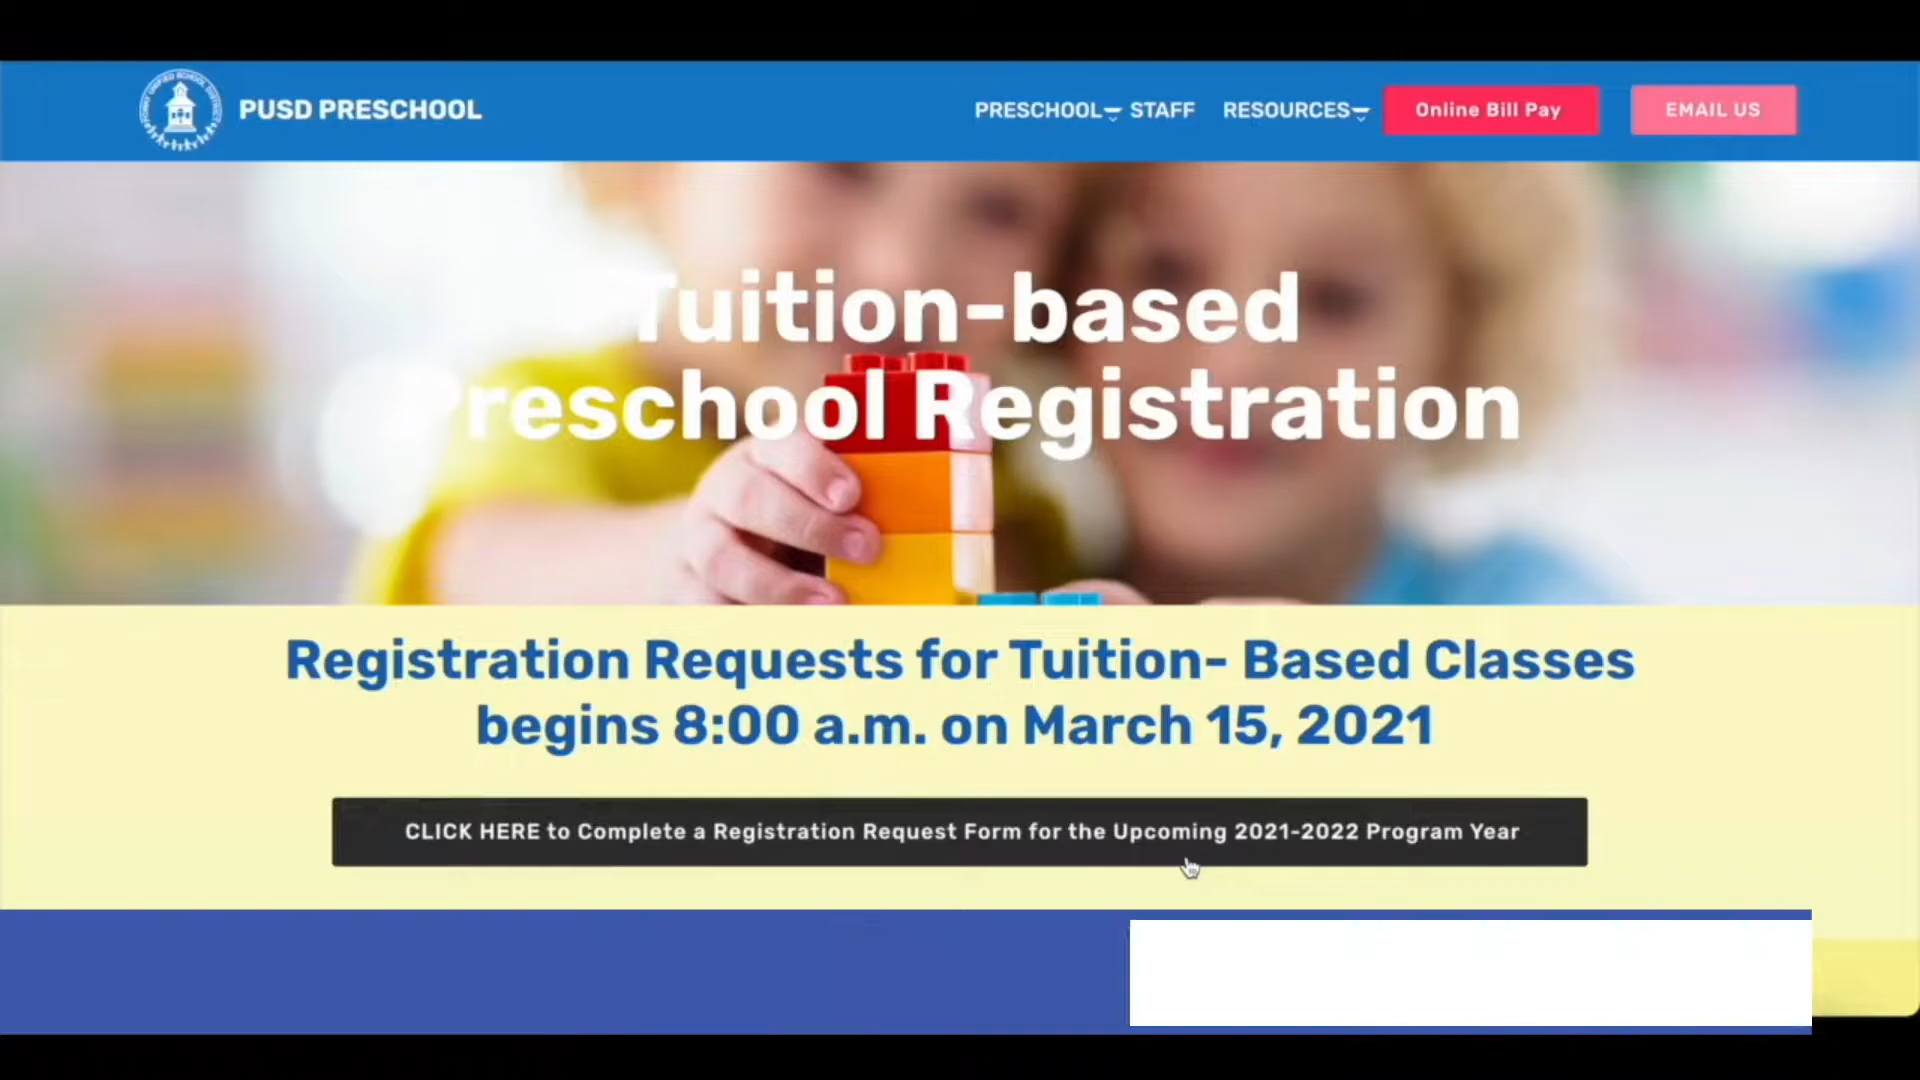 PUSD PRESCHOOL
PRESCHOOL STAFF RESOURCES Online Bill Pay EMAIL US
Tuition-based
Preschool Registration
Registration Requests for Tuition- Based Classes
begins 8:00 a.m. on March 15, 2021
CLICK HERE to Complete a Registration Request Form for the Upcoming 2021-2022 Program Year